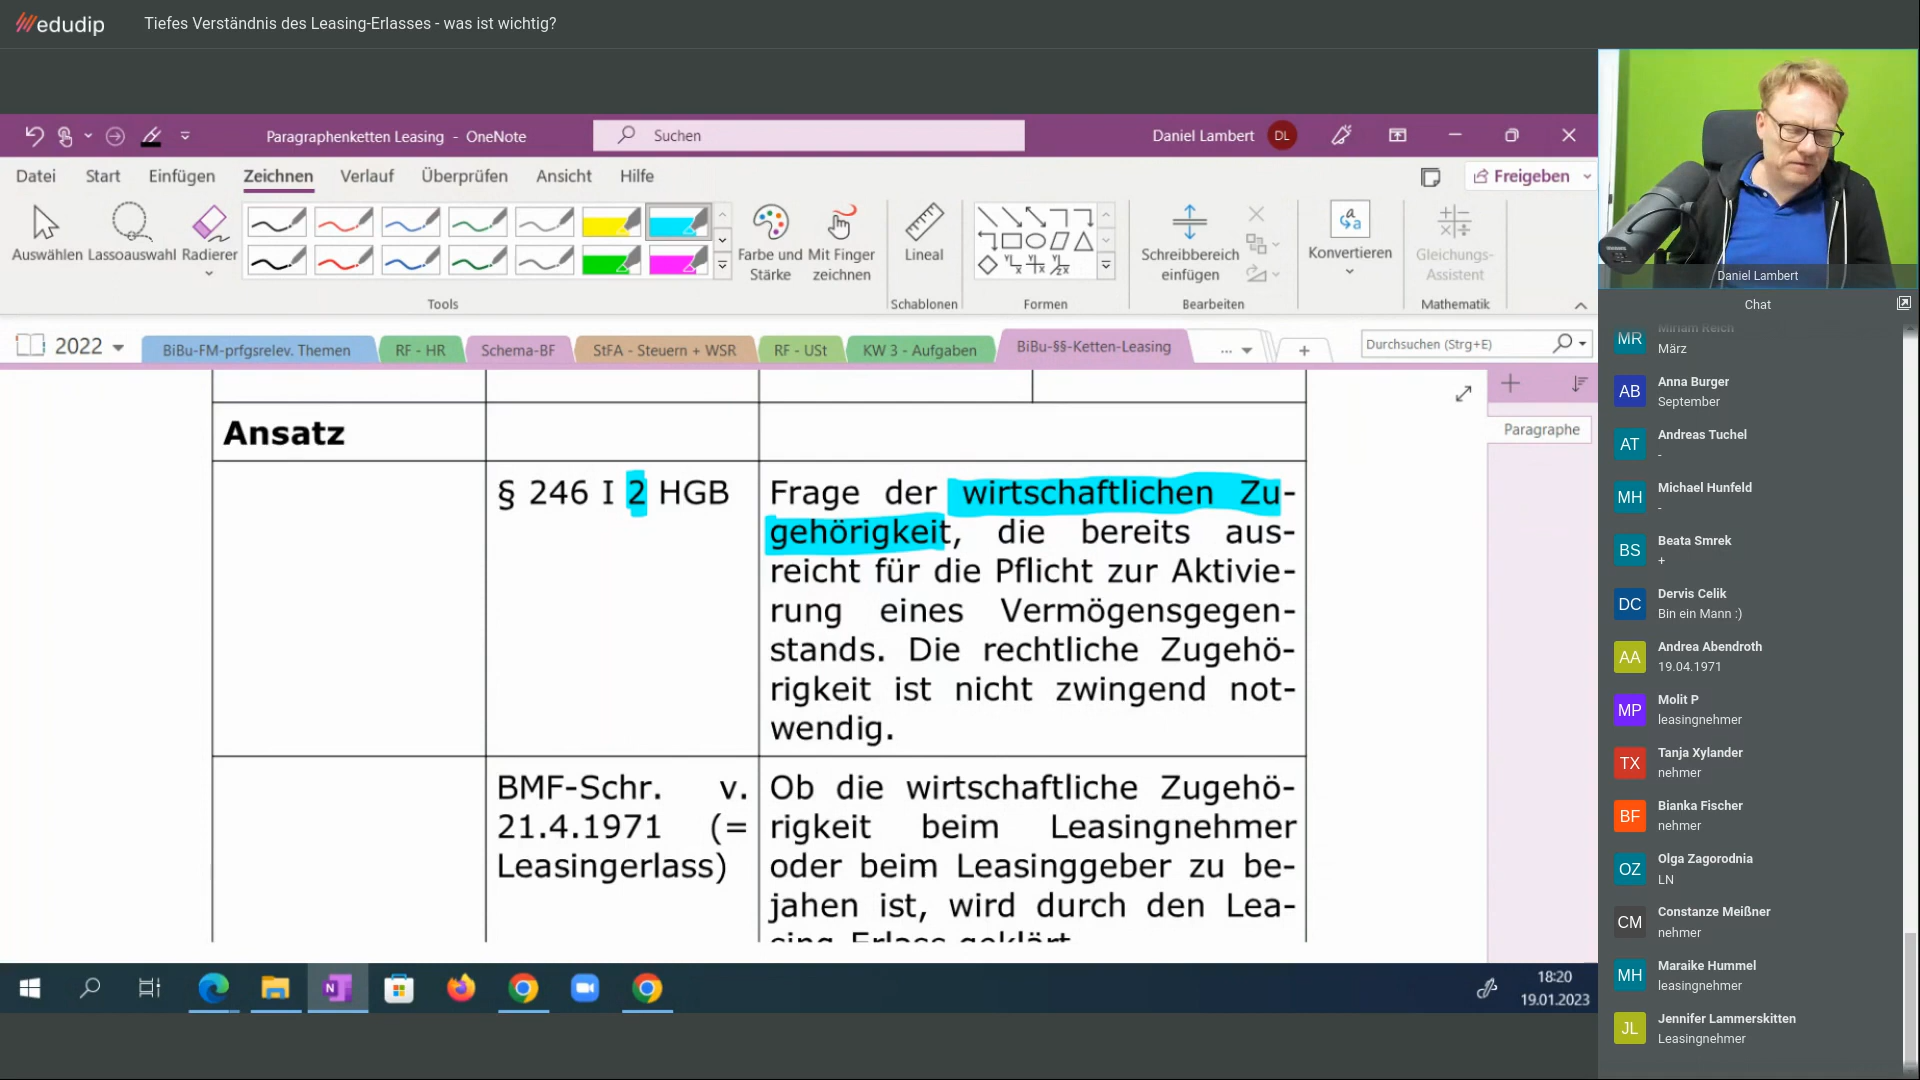 edudip
Tiefes Verständnis des Leasing-Erlasses - was ist wichtig?
Paragraphenketten Leasing - OneNote
Suchen
Daniel Lambert
DL
Datei
Start
Einfügen
Zeichnen
Verlauf
Überprüfen
Ansicht
Hilfe
Freigeben
Auswählen
Lassoauswahl
Radierer
Farbe und
Stärke
Mit Finger
zeichnen
Lineal
Schreibbereich
einfügen
Konvertieren
Gleichungs-
Assistent
Tools
Schablonen
Formen
Bearbeiten
Mathematik
2022
BiBu-FM-prfgsrelev. Themen
RF - HR
Schema-BF
StFA - Steuern + WSR
RF - USt
KW 3 - Aufgaben
BiBu-§§-Ketten-Leasing
...
Durchsuchen (Strg+E)
Paragraphe
Ansatz
§ 246 I 2 HGB
Frage der wirtschaftlichen Zu-
gehörigkeit, die bereits aus-
reicht für die Pflicht zur Aktivie-
rung eines Vermögensgegen-
stands. Die rechtliche Zugehö-
rigkeit ist nicht zwingend not-
wendig.
BMF-Schr. v.
21.4.1971 (=
Leasingerlass)
Ob die wirtschaftliche Zugehö-
rigkeit beim Leasingnehmer
oder beim Leasinggeber zu be-
jahen ist, wird durch den Lea-
sing-Erlass geklärt
18:20
19.01.2023
Daniel Lambert
Chat
Miriam Reich
MR
März
AB
Anna Burger
September
AT
Andreas Tuchel
-
MH
Michael Hunfeld
-
BS
Beata Smrek
+
DC
Dervis Celik
Bin ein Mann :)
AA
Andrea Abendroth
19.04.1971
MP
Molit P
leasingnehmer
TX
Tanja Xylander
nehmer
BF
Bianka Fischer
nehmer
OZ
Olga Zagorodnia
LN
CM
Constanze Meißner
nehmer
MH
Maraike Hummel
leasingnehmer
JL
Jennifer Lammerskitten
Leasingnehmer